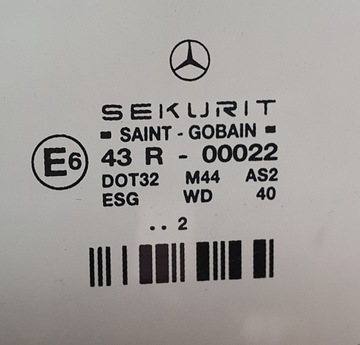 SEKURIT
SAINT - GOBAIN
E6 43 R - 00022
DOT32 M44 AS2
ESG WD 40
.. 2